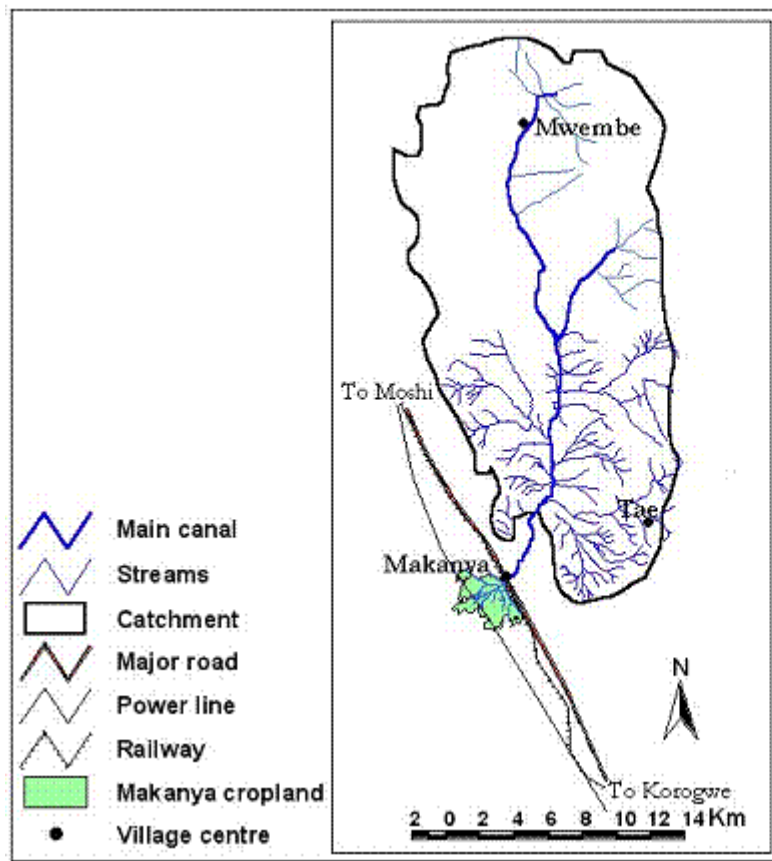 Mwembe
To Moshi
Tae
Makanya
N
To Korogwe
2 0 2 4 6 8 10 12 14 Km
Main canal
Streams
Catchment
Major road
Power line
Railway
Makanya cropland
Village centre